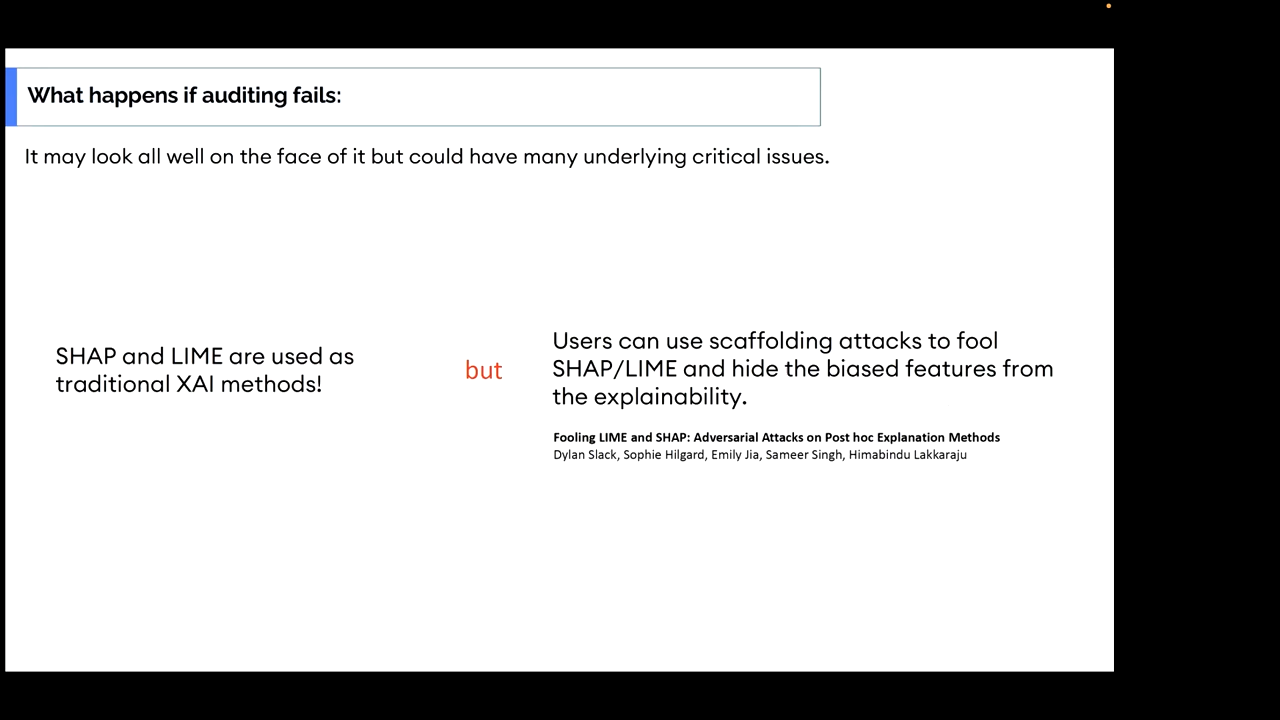 What happens if auditing fails:
It may look all well on the face of it but could have many underlying critical issues.
SHAP and LIME are used as
traditional XAI methods!
but
Users can use scaffolding attacks to fool
SHAP/LIME and hide the biased features from
the explainability.
Fooling LIME and SHAP: Adversarial Attacks on Post hoc Explanation Methods
Dylan Slack, Sophie Hilgard, Emily Jia, Sameer Singh, Himabindu Lakkaraju